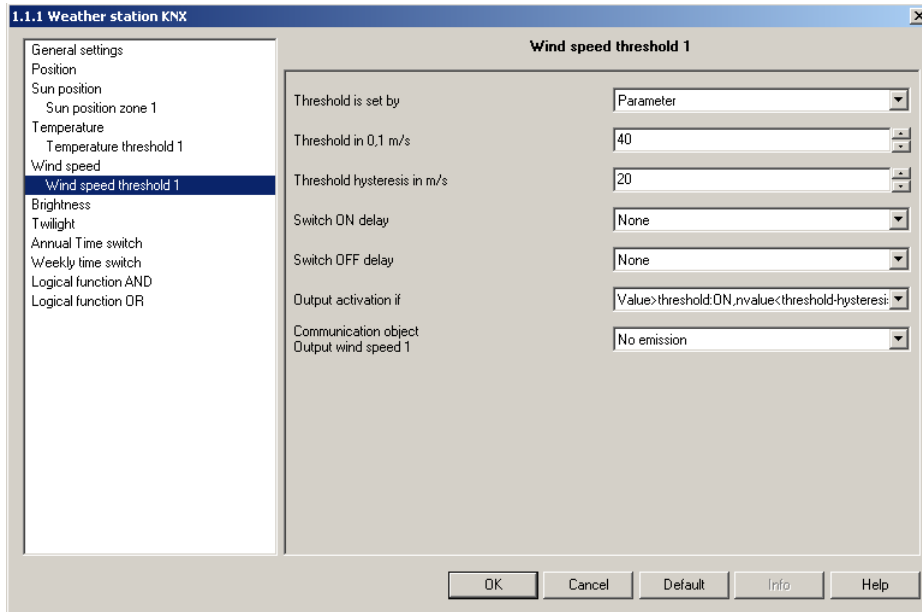 1.1.1 Weather station KNX
General settings
Position
Sun position
Sun position zone 1
Temperature
Temperature threshold 1
Wind speed
Wind speed threshold 1
Brightness
Twilight
Annual Time switch
Weekly time switch
Logical function AND
Logical function OR
Wind speed threshold 1
Threshold is set by
Parameter
Threshold in 0,1 m/s
40
Threshold hysteresis in m/s
20
Switch ON delay
None
Switch OFF delay
None
Output activation if
Value>threshold:ON,nvalue<threshold-hysteresi:
Communication object
Output wind speed 1
No emission
OK
Cancel
Default
Info
Help